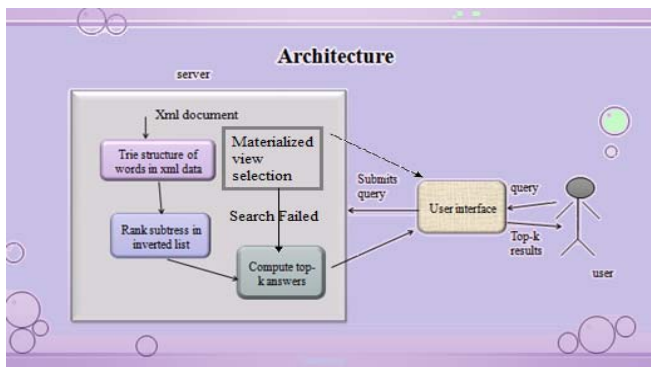 Architecture
server
Xml document
Trie structure of
words in xml data
Materialized
view
selection
Search Failed
Rank subtress in
inverted list
Compute top-
k answers
Submits
query
User interface
query
Top-k
results
user